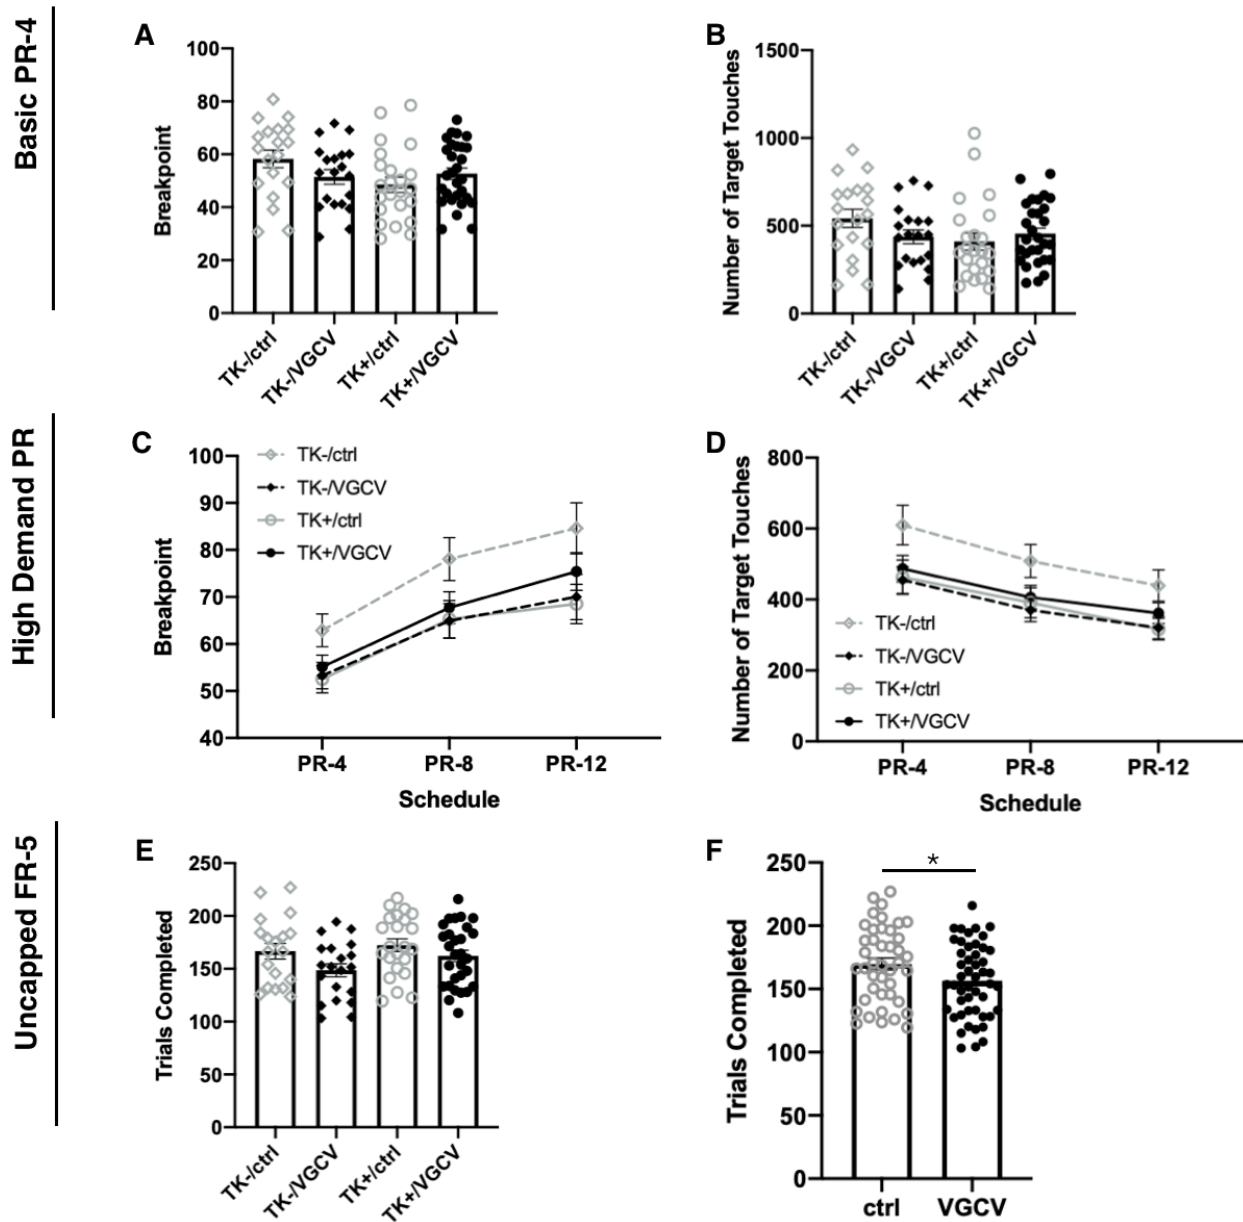 Basic PR-4
A
100
80
60
40
20
0
Breakpoint
TK-/ctrl
TK-/VGCV
TK+/ctrl
TK+/VGCV
B
1500
1000
500
0
Number of Target Touches
TK-/ctrl
TK-/VGCV
TK+/ctrl
TK+/VGCV
High Demand PR
C
100
90
80
70
60
50
40
Breakpoint
TK-/ctrl
TK-/VGCV
TK+/ctrl
TK+/VGCV
PR-4 PR-8 PR-12
Schedule
D
800
600
400
200
0
Number of Target Touches
TK-/ctrl
TK-/VGCV
TK+/ctrl
TK+/VGCV
PR-4 PR-8 PR-12
Schedule
Uncapped FR-5
E
250
200
150
100
50
0
Trials Completed
TK-/ctrl
TK-/VGCV
TK+/ctrl
TK+/VGCV
F
250
200
150
100
50
0
Trials Completed
*
ctrl VGCV